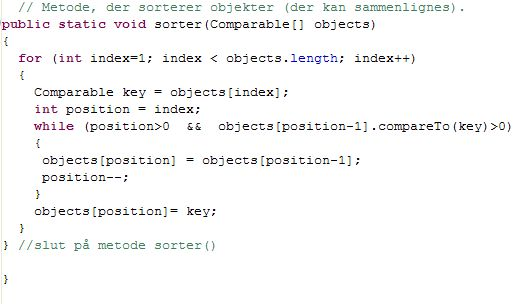 // Metode, der sorterer objekter (der kan sammenlignes).
public static void sorter(Comparable[] objects)
{
for (int index=1; index < objects.length; index++)
{
Comparable key = objects[index];
int position = index;
while (position>0 && objects[position-1].compareTo(key)>0)
{
objects[position] = objects[position-1];
position--;
}
objects[position]= key;
}
} //slut på metode sorter()
}